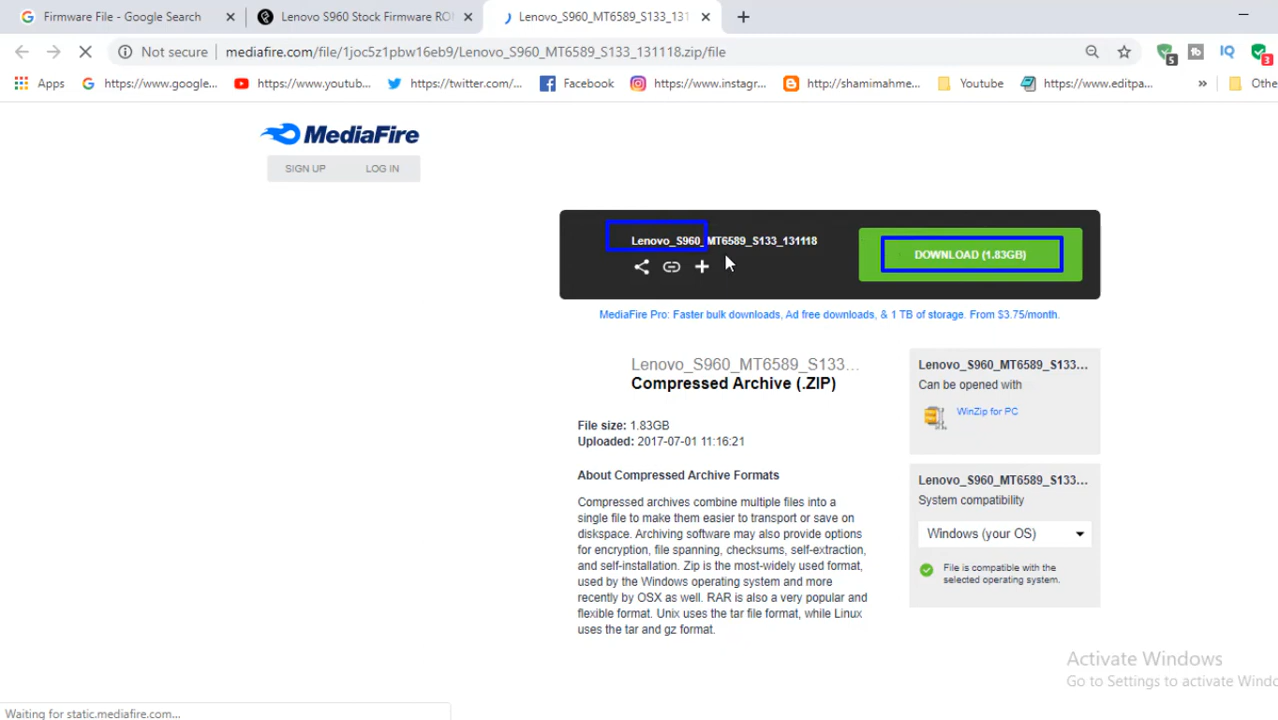 Firmware File - Google Search
Lenovo S960 Stock Firmware RO
Lenovo_S960_MT6589_S133_131
Not secure
mediafire.com/file/1joc5z1pbw16eb9/Lenovo_S960_MT6589_S133_131118.zip/file
5
IQ
3
Apps
https://www.google...
https://www.youtub...
https://twitter.com/...
Facebook
https://www.instagr...
http://shamimahme...
Youtube
https://www.editpa...
»
Othe
MediaFire
SIGN UP
LOG IN
Lenovo_S960_MT6589_S133_131118
DOWNLOAD (1.83GB)
MediaFire Pro: Faster bulk downloads, Ad free downloads, & 1 TB of storage. From $3.75/month.
Lenovo_S960_MT6589_S133...
Compressed Archive (.ZIP)
File size: 1.83GB
Uploaded: 2017-07-01 11:16:21
About Compressed Archive Formats
Compressed archives combine multiple files into a
single file to make them easier to transport or save on
diskspace. Archiving software may also provide options
for encryption, file spanning, checksums, self-extraction,
and self-installation. Zip is the most-widely used format,
used by the Windows operating system and more
recently by OSX as well. RAR is also a very popular and
flexible format. Unix uses the tar file format, while Linux
uses the tar and gz format.
Lenovo_S960_MT6589_S133...
Can be opened with
WinZip for PC
Lenovo_S960_MT6589_S133...
System compatibility
Windows (your OS)
File is compatible with the
selected operating system.
Activate Windows
Go to Settings to activate Windo
Waiting for static.mediafire.com...